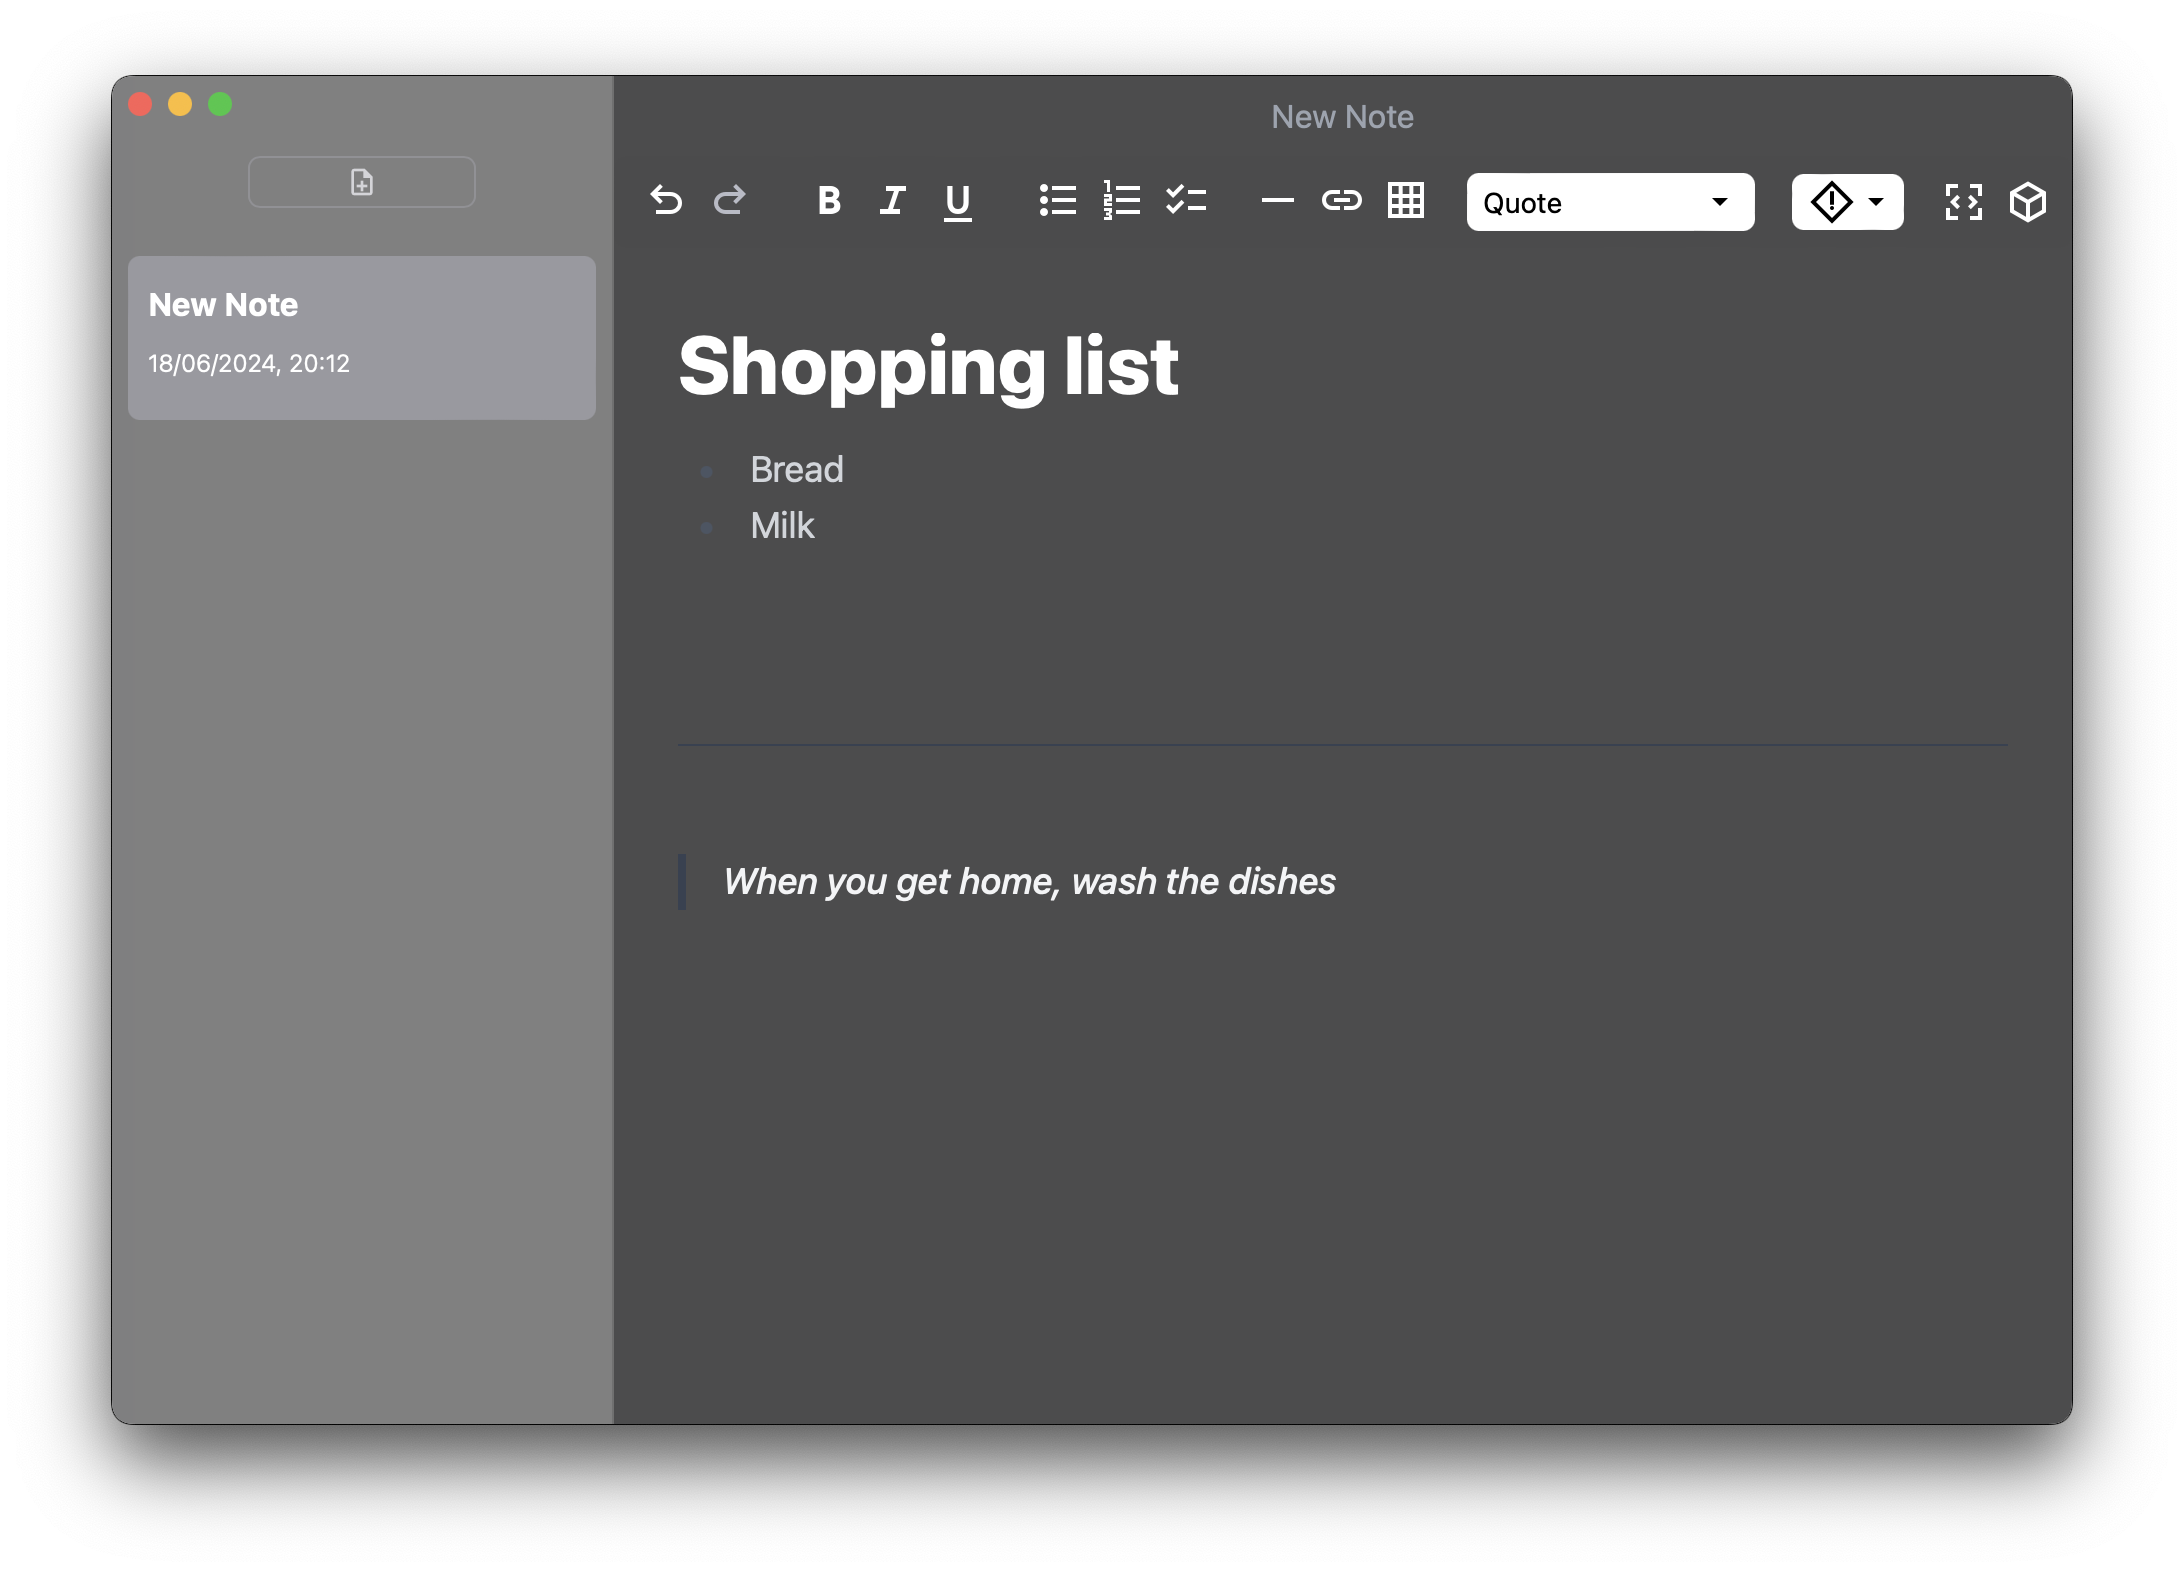 New Note
New Note
18/06/2024, 20:12
B I U
Quote
Shopping list
Bread
Milk
When you get home, wash the dishes